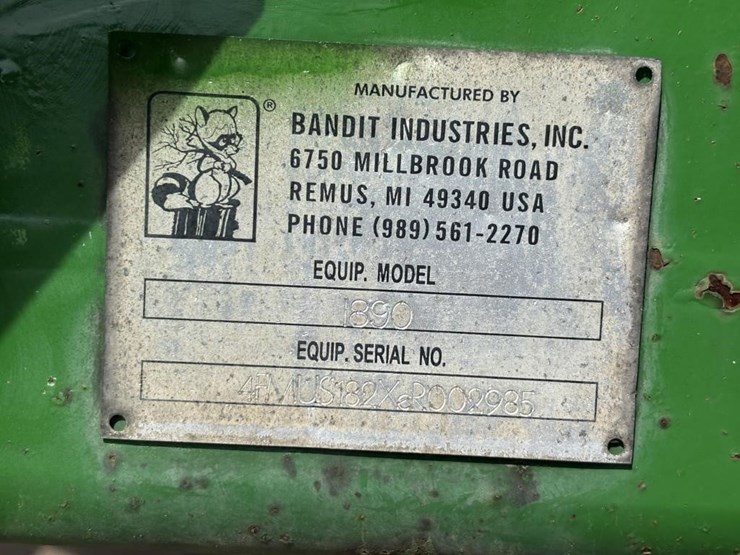 ®
MANUFACTURED BY
BANDIT INDUSTRIES, INC.
6750 MILLBROOK ROAD
REMUS, MI 49340 USA
PHONE (989) 561-2270
EQUIP. MODEL
1890
EQUIP. SERIAL NO.